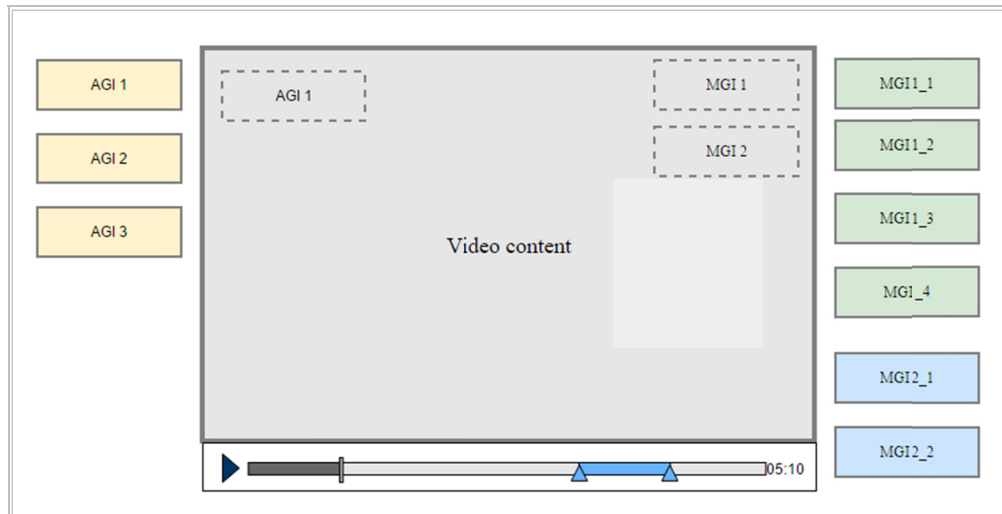 AGI 1
AGI 2
AGI 3
AGI 1
MGI 1
MGI 2
Video content
05:10
MGI1_1
MGI1_2
MGI1_3
MGI_4
MGI2_1
MGI2_2